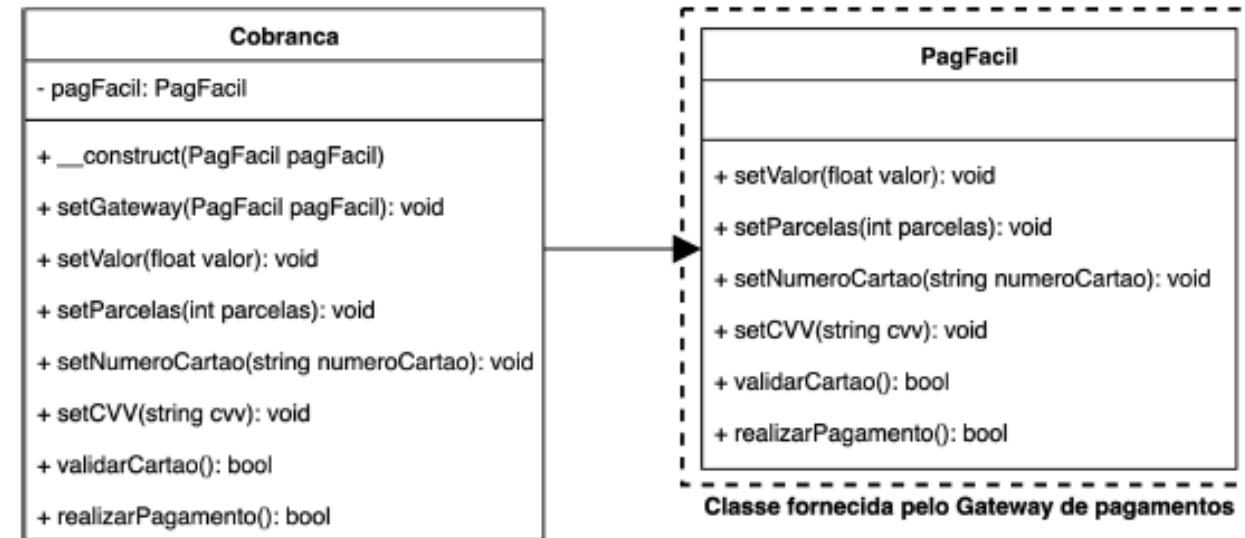 Cobranca
- pagFacil: PagFacil
+ __construct(PagFacil pagFacil)
+ setGateway(PagFacil pagFacil): void
+ setValor(float valor): void
+ setParcelas(int parcelas): void
+ setNumeroCartao(string numeroCartao): void
+ setCVV(string cvv): void
+ validarCartao(): bool
+ realizarPagamento(): bool
PagFacil
+ setValor(float valor): void
+ setParcelas(int parcelas): void
+ setNumeroCartao(string numeroCartao): void
+ setCVV(string cvv): void
+ validarCartao(): bool
+ realizarPagamento(): bool
Classe fornecida pelo Gateway de pagamentos